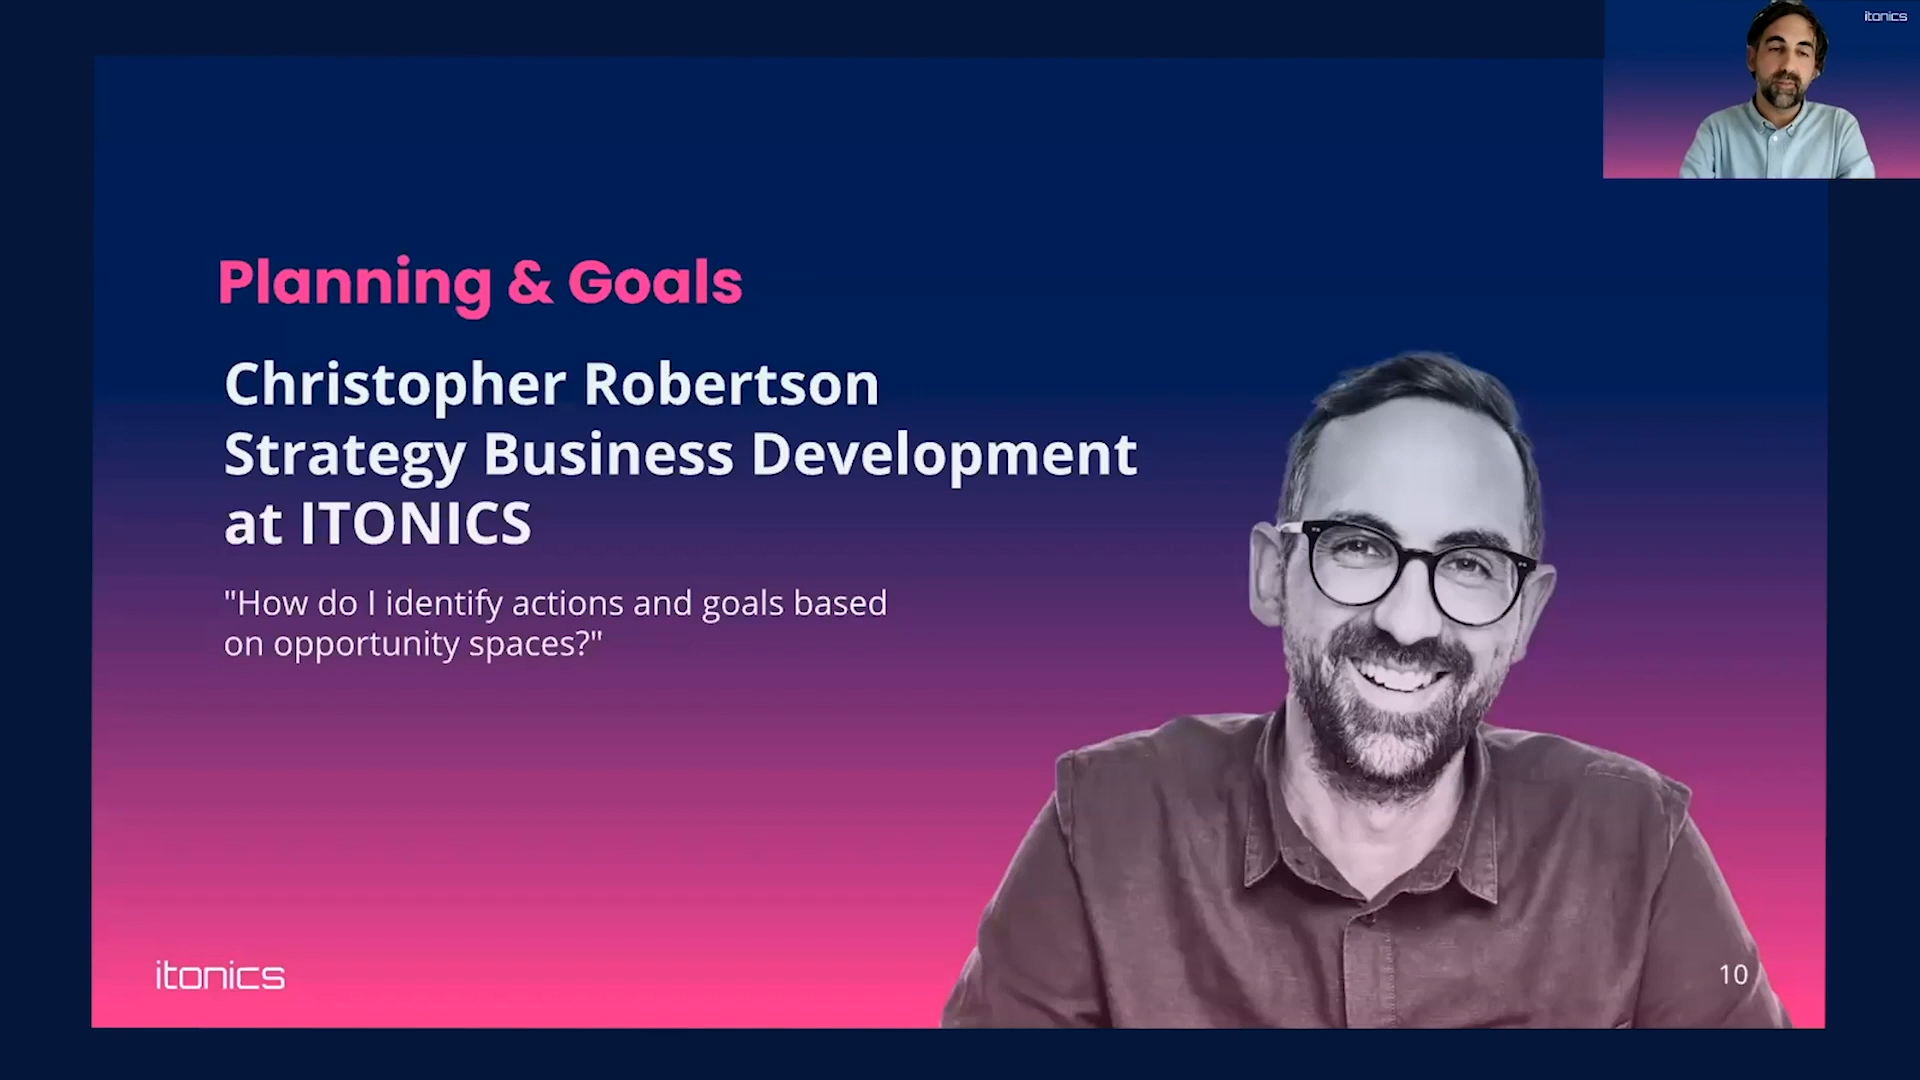 itonics
Planning & Goals
Christopher Robertson
Strategy Business Development
at ITONICS
"How do I identify actions and goals based
on opportunity spaces?"
itonics
10